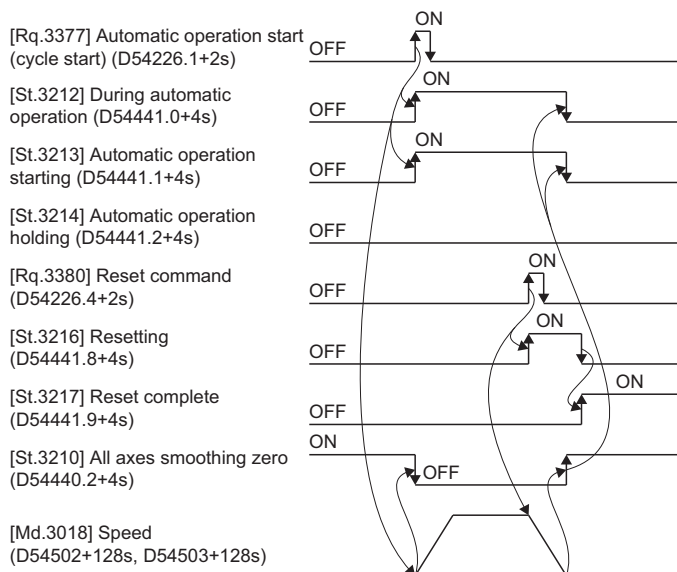 ON
[Rq.3377] Automatic operation start
(cycle start) (D54226.1+2s)
OFF
[St.3212] During automatic
operation (D54441.0+4s)
OFF
ON
[St.3213] Automatic operation
starting (D54441.1+4s)
OFF
ON
[St.3214] Automatic operation
holding (D54441.2+4s)
OFF
[Rq.3380] Reset command
(D54226.4+2s)
OFF
ON
[St.3216] Resetting
(D54441.8+4s)
OFF
ON
[St.3217] Reset complete
(D54441.9+4s)
OFF
ON
[St.3210] All axes smoothing zero
(D54440.2+4s)
ON
OFF
[Md.3018] Speed
(D54502+128s, D54503+128s)